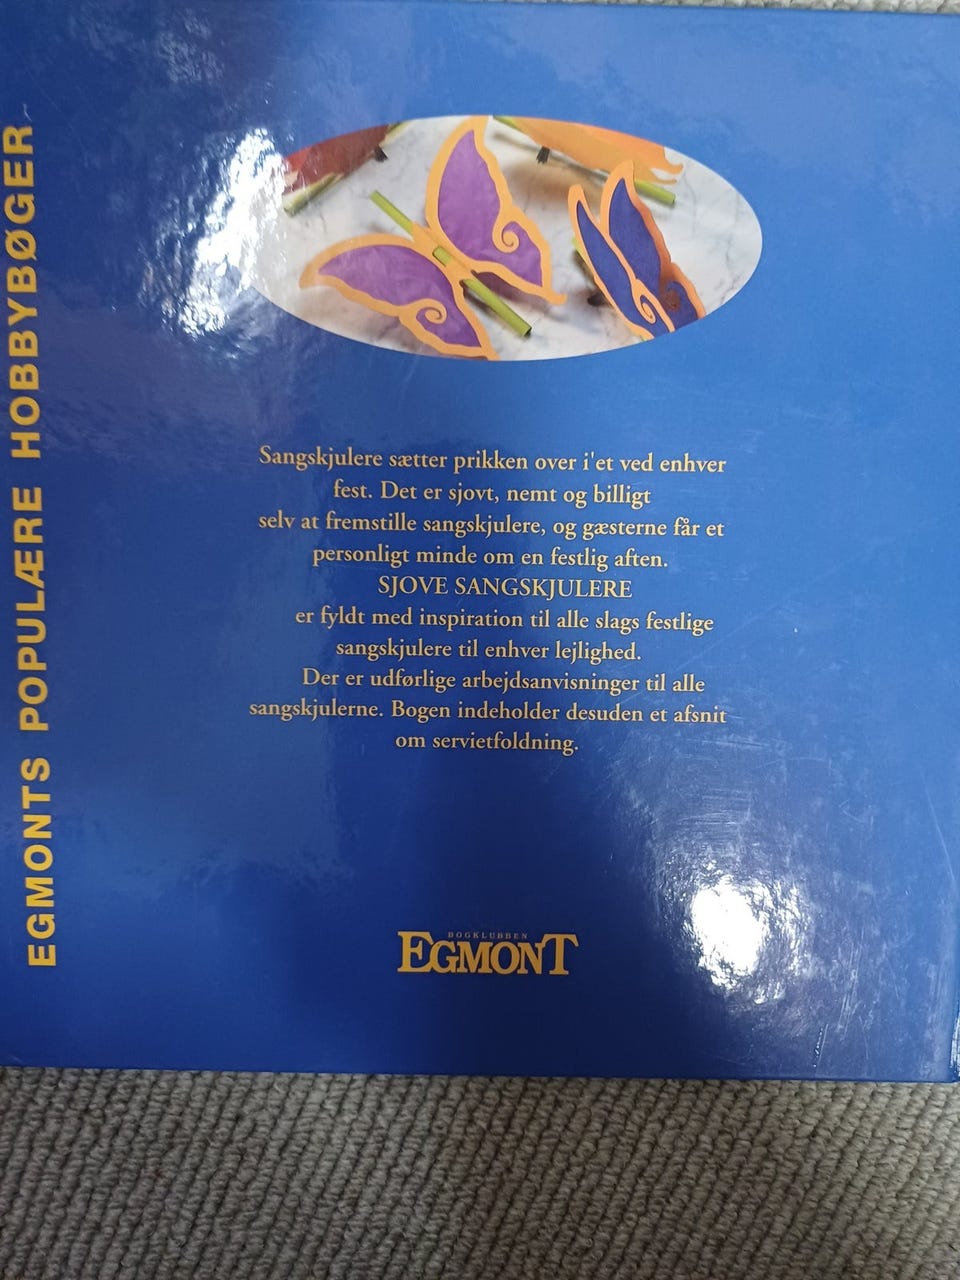 EGMONTS POPULÆRE HOBBYBØGER
Sangskjulere sætter prikken over i'et ved enhver
fest. Det er sjovt, nemt og billigt
selv at fremstille sangskjulere, og gæsterne får et
personligt minde om en festlig aften.
SJOVE SANGSKJULERE
er fyldt med inspiration til alle slags festlige
sangskjulere til enhver lejlighed.
Der er udførlige arbejdsanvisninger til alle
sangskjulerne. Bogen indeholder desuden et afsnit
om servietfoldning.
BOGKLUBBEN
EGMONT